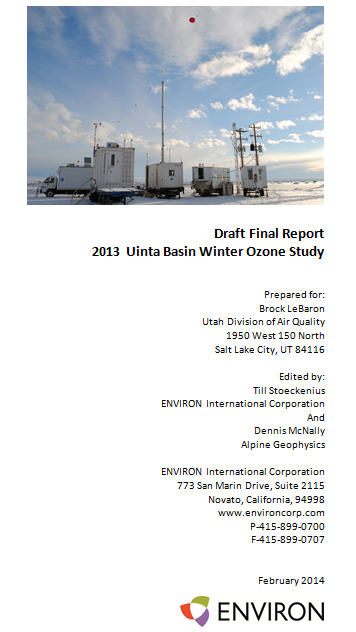 Draft Final Report
2013 Uinta Basin Winter Ozone Study
Prepared for:
Brock LeBaron
Utah Division of Air Quality
1950 West 150 North
Salt Lake City, UT 84116
Edited by:
Till Stoeckenius
ENVIRON International Corporation
And
Dennis McNally
Alpine Geophysics
ENVIRON International Corporation
773 San Marin Drive, Suite 2115
Novato, California, 94998
www.environcorp.com
P-415-899-0700
F-415-899-0707
February 2014
ENVIRON